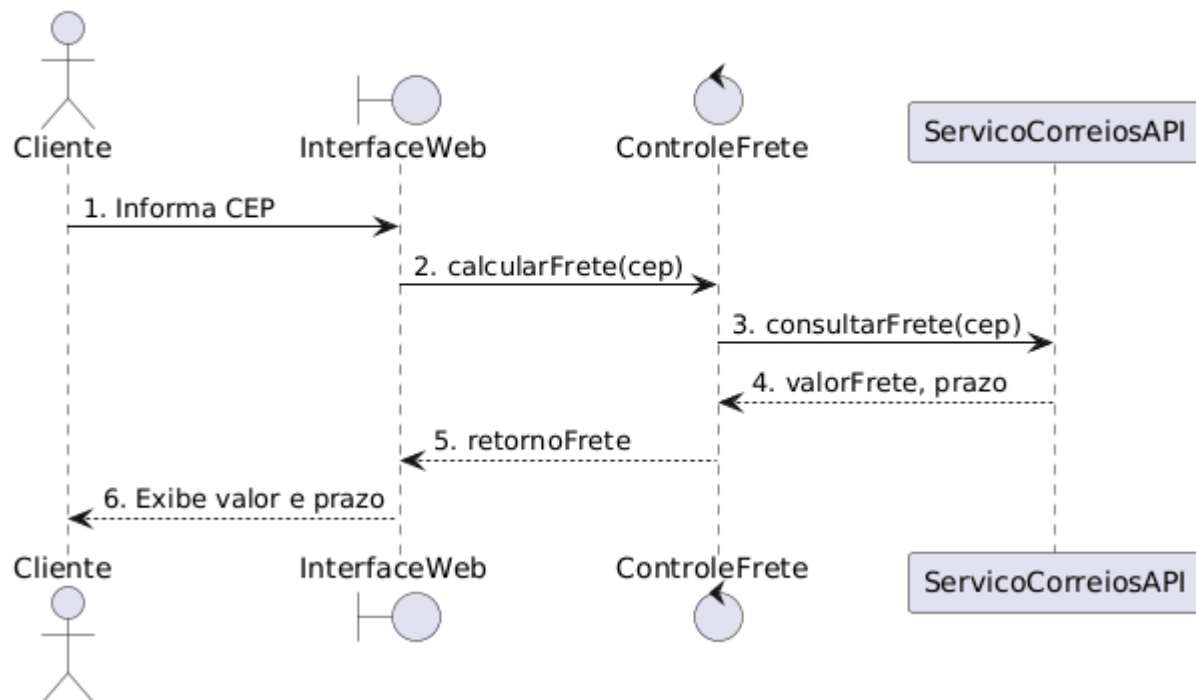 Cliente
InterfaceWeb
ControleFrete
ServicoCorreiosAPI
1. Informa CEP
2. calcularFrete(cep)
3. consultarFrete(cep)
4. valorFrete, prazo
5. retornoFrete
6. Exibe valor e prazo
Cliente
InterfaceWeb
ControleFrete
ServicoCorreiosAPI